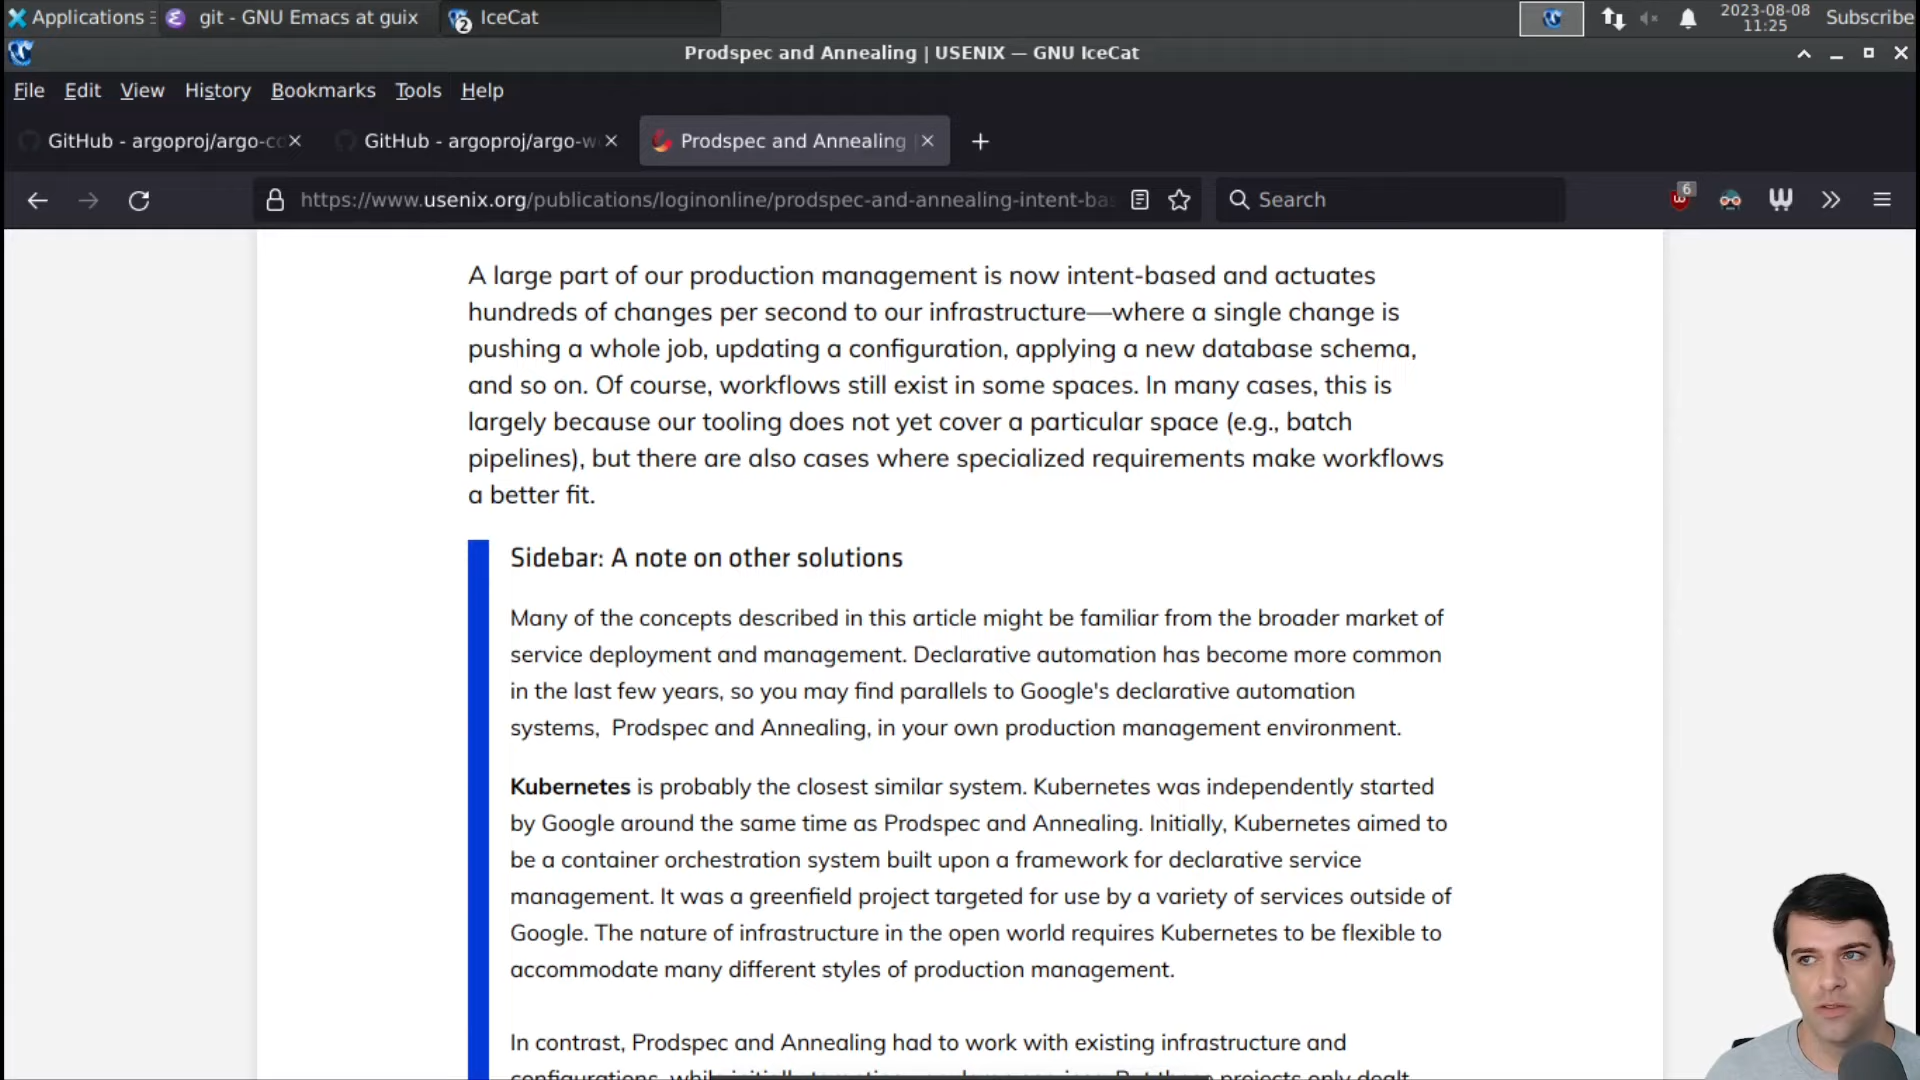 Applications
git - GNU Emacs at guix
2 IceCat
2023-08-08
11:25
Subscribe
Prodspec and Annealing | USENIX — GNU IceCat
File Edit View History Bookmarks Tools Help
GitHub - argoproj/argo-cd
GitHub - argoproj/argo-w
Prodspec and Annealing |
https://www.usenix.org/publications/loginonline/prodspec-and-annealing-intent-bas
Search
6
A large part of our production management is now intent-based and actuates
hundreds of changes per second to our infrastructure—where a single change is
pushing a whole job, updating a configuration, applying a new database schema,
and so on. Of course, workflows still exist in some spaces. In many cases, this is
largely because our tooling does not yet cover a particular space (e.g., batch
pipelines), but there are also cases where specialized requirements make workflows
a better fit.
Sidebar: A note on other solutions
Many of the concepts described in this article might be familiar from the broader market of
service deployment and management. Declarative automation has become more common
in the last few years, so you may find parallels to Google's declarative automation
systems, Prodspec and Annealing, in your own production management environment.
Kubernetes is probably the closest similar system. Kubernetes was independently started
by Google around the same time as Prodspec and Annealing. Initially, Kubernetes aimed to
be a container orchestration system built upon a framework for declarative service
management. It was a greenfield project targeted for use by a variety of services outside of
Google. The nature of infrastructure in the open world requires Kubernetes to be flexible to
accommodate many different styles of production management.
In contrast, Prodspec and Annealing had to work with existing infrastructure and
configurations, while initially
projects only dealt